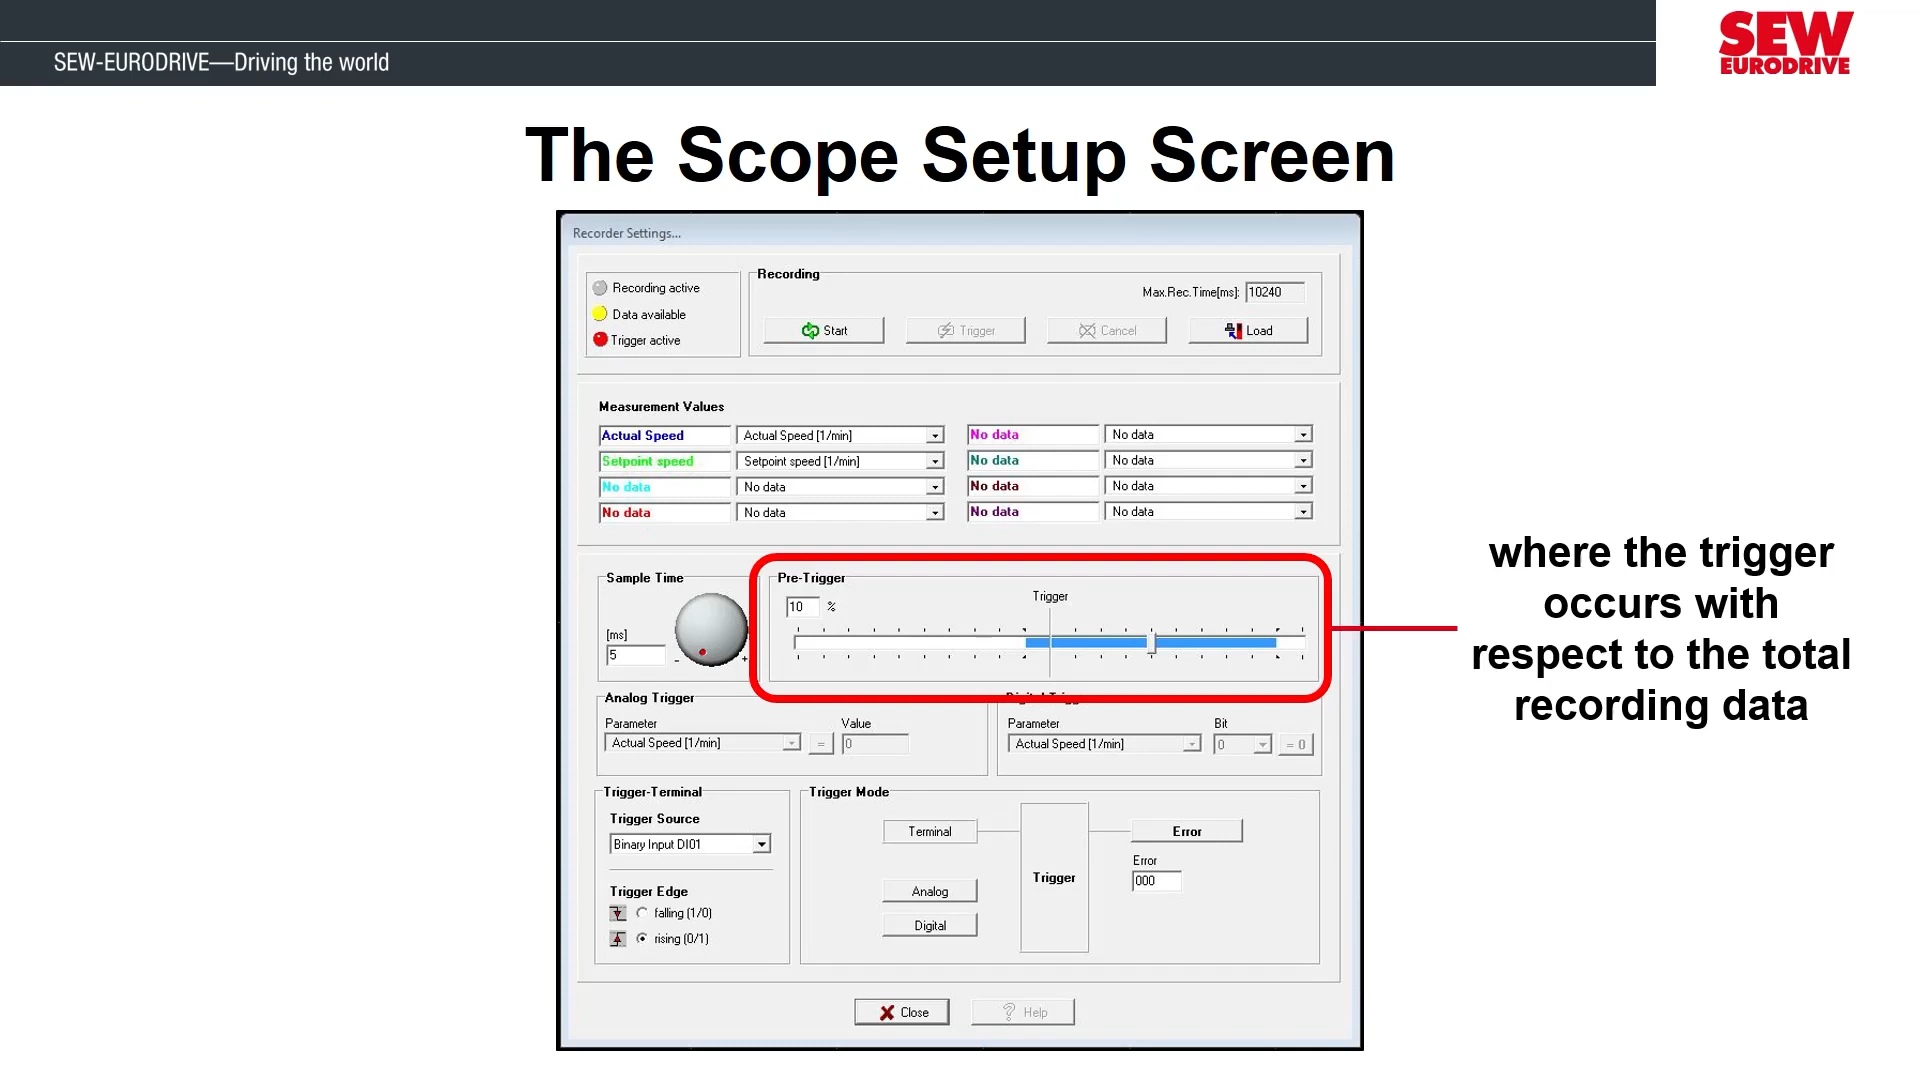 SEW-EURODRIVE—Driving the world
SEW
EURODRIVE
The Scope Setup Screen
Recorder Settings...
Recording active
Data available
Trigger active
Recording
Max.Rec.Time[ms]: 10240
Start Trigger Cancel Load
Measurement Values
Actual Speed Actual Speed [1/min] No data No data
Setpoint speed Setpoint speed [1/min] No data No data
No data No data No data No data
No data No data No data No data
Sample Time
[ms]
5
- +
Pre-Trigger
10 %
Trigger
where the trigger
occurs with
respect to the total
recording data
Analog Trigger
Parameter Value
Actual Speed [1/min] = 0
Parameter Bit
Actual Speed [1/min] 0 = 0
Trigger-Terminal
Trigger Source
Binary Input DI01
Trigger Edge
falling (1/0)
rising (0/1)
Trigger Mode
Terminal
Analog
Digital
Trigger
Error
Error
000
Close Help